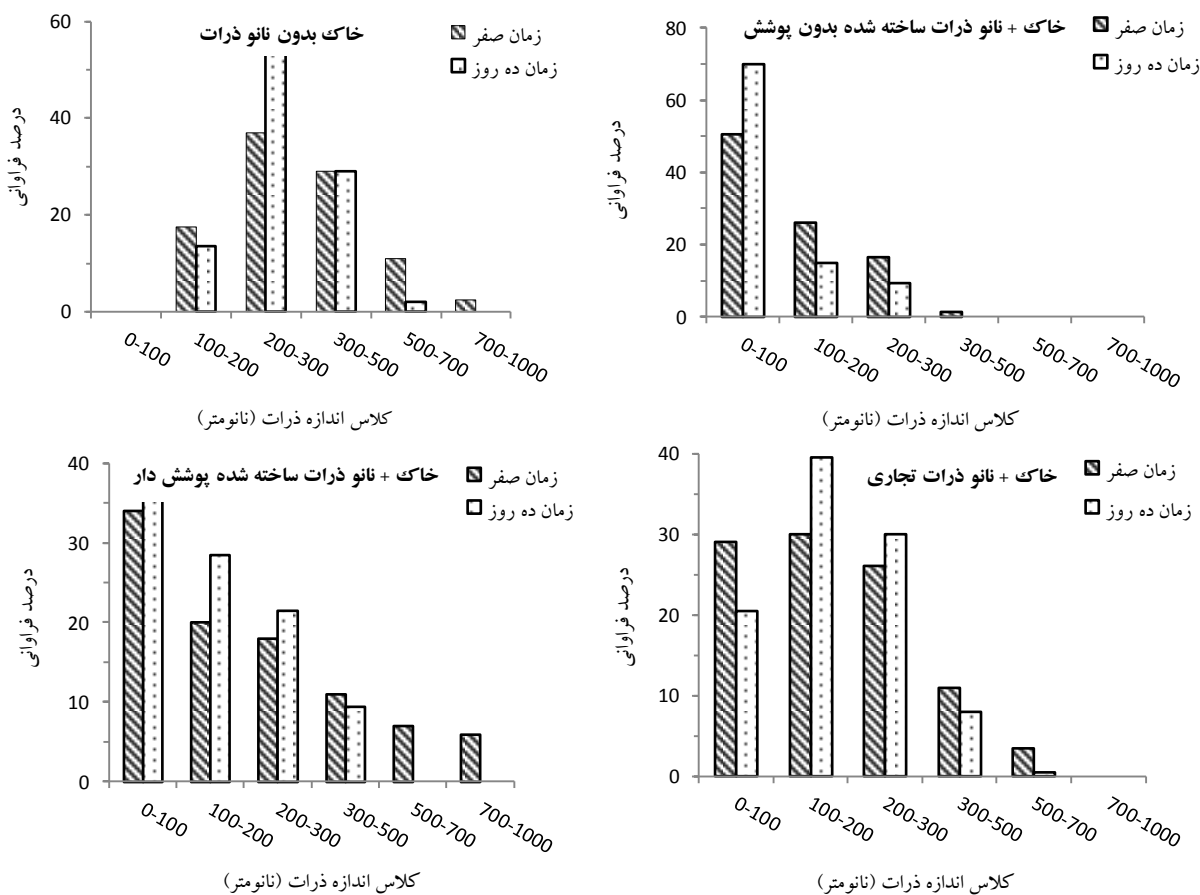 خاک بدون نانو ذرات
زمان صفر
زمان ده روز
درصد فراوانی
60
40
20
0
0-100
100-200
200-300
300-500
500-700
700-1000
کلاس اندازه ذرات (نانومتر)
خاک + نانو ذرات ساخته شده بدون پوشش
زمان صفر
زمان ده روز
درصد فراوانی
80
60
40
20
0
0-100
100-200
200-300
300-500
500-700
700-1000
کلاس اندازه ذرات (نانومتر)
خاک + نانو ذرات ساخته شده پوشش دار
زمان صفر
زمان ده روز
درصد فراوانی
40
30
20
10
0
0-100
100-200
200-300
300-500
500-700
700-1000
کلاس اندازه ذرات (نانومتر)
خاک + نانو ذرات تجاری
زمان صفر
زمان ده روز
درصد فراوانی
40
30
20
10
0
0-100
100-200
200-300
300-500
500-700
700-1000
کلاس اندازه ذرات (نانومتر)